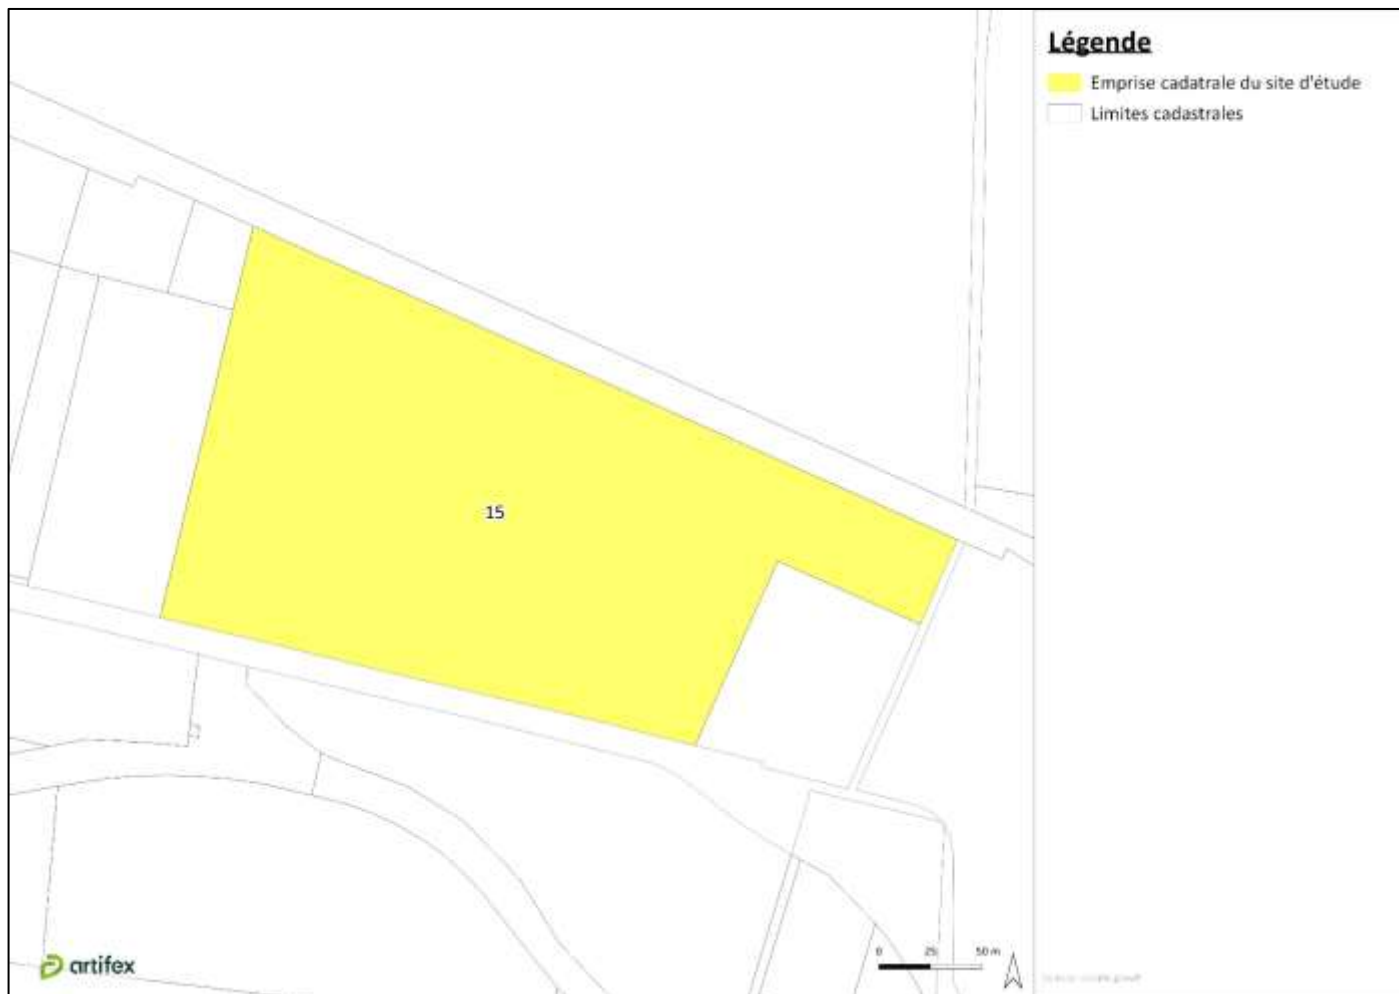 Légende
Emprise cadatrale du site d'étude
Limites cadastrales
15
0 25 50 m
artifex